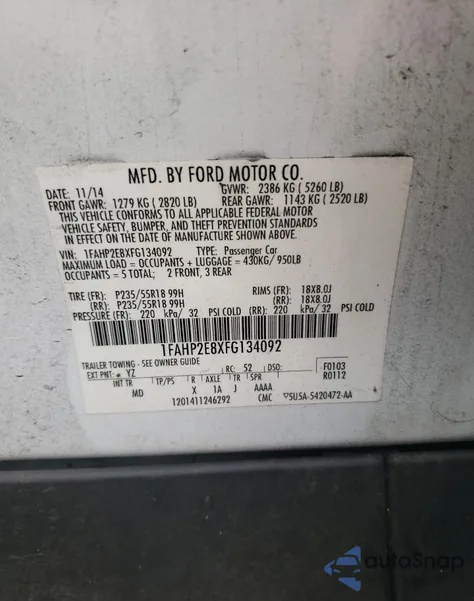 MFD. BY FORD MOTOR CO.
DATE: 11/14 GVWR: 2386 KG ( 5260 LB)
FRONT GAWR: 1279 KG ( 2820 LB) REAR GAWR: 1143 KG ( 2520 LB)
THIS VEHICLE CONFORMS TO ALL APPLICABLE FEDERAL MOTOR
VEHICLE SAFETY, BUMPER, AND THEFT PREVENTION STANDARDS
IN EFFECT ON THE DATE OF MANUFACTURE SHOWN ABOVE.
VIN: 1FAHP2E8XFG134092 TYPE: Passenger Car
MAXIMUM LOAD = OCCUPANTS + LUGGAGE = 430KG/ 950LB
OCCUPANTS = 5 TOTAL; 2 FRONT, 3 REAR
TIRE (FR): P235/55R18 99H RIMS (FR): 18X8.0J
(RR): P235/55R18 99H (RR): 18X8.0J
PRESSURE (FR): 220 kPa/ 32 PSI COLD (RR): 220 kPa/ 32 PSI COLD
1FAHP2E8XFG134092
TRAILER TOWING - SEE OWNER GUIDE
EXT PNT: YZ RC: 52 DSO: F0103
INT TR TP/PS R AXLE TR SPR R0112
MD X 1A J AAAA
1201411246292 CMC ▽5U5A-5420472-AA
autoSnap